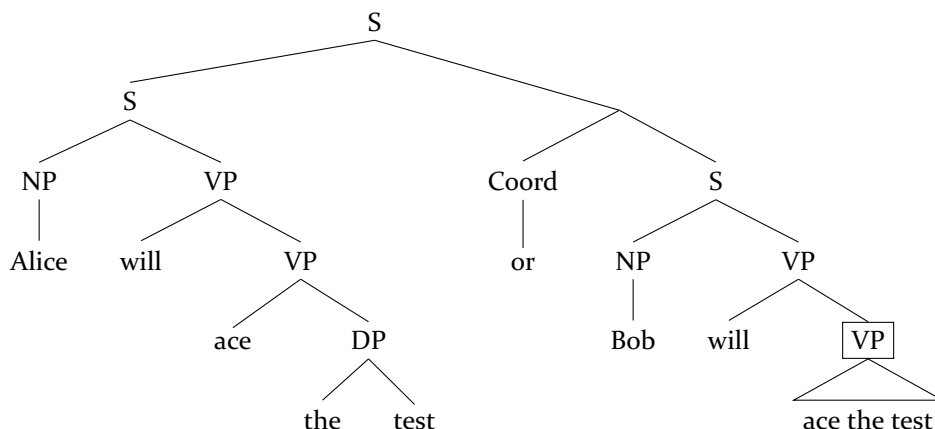 S
S
NP VP Coord S
Alice will VP or NP VP
ace DP Bob will VP
the test ace the test